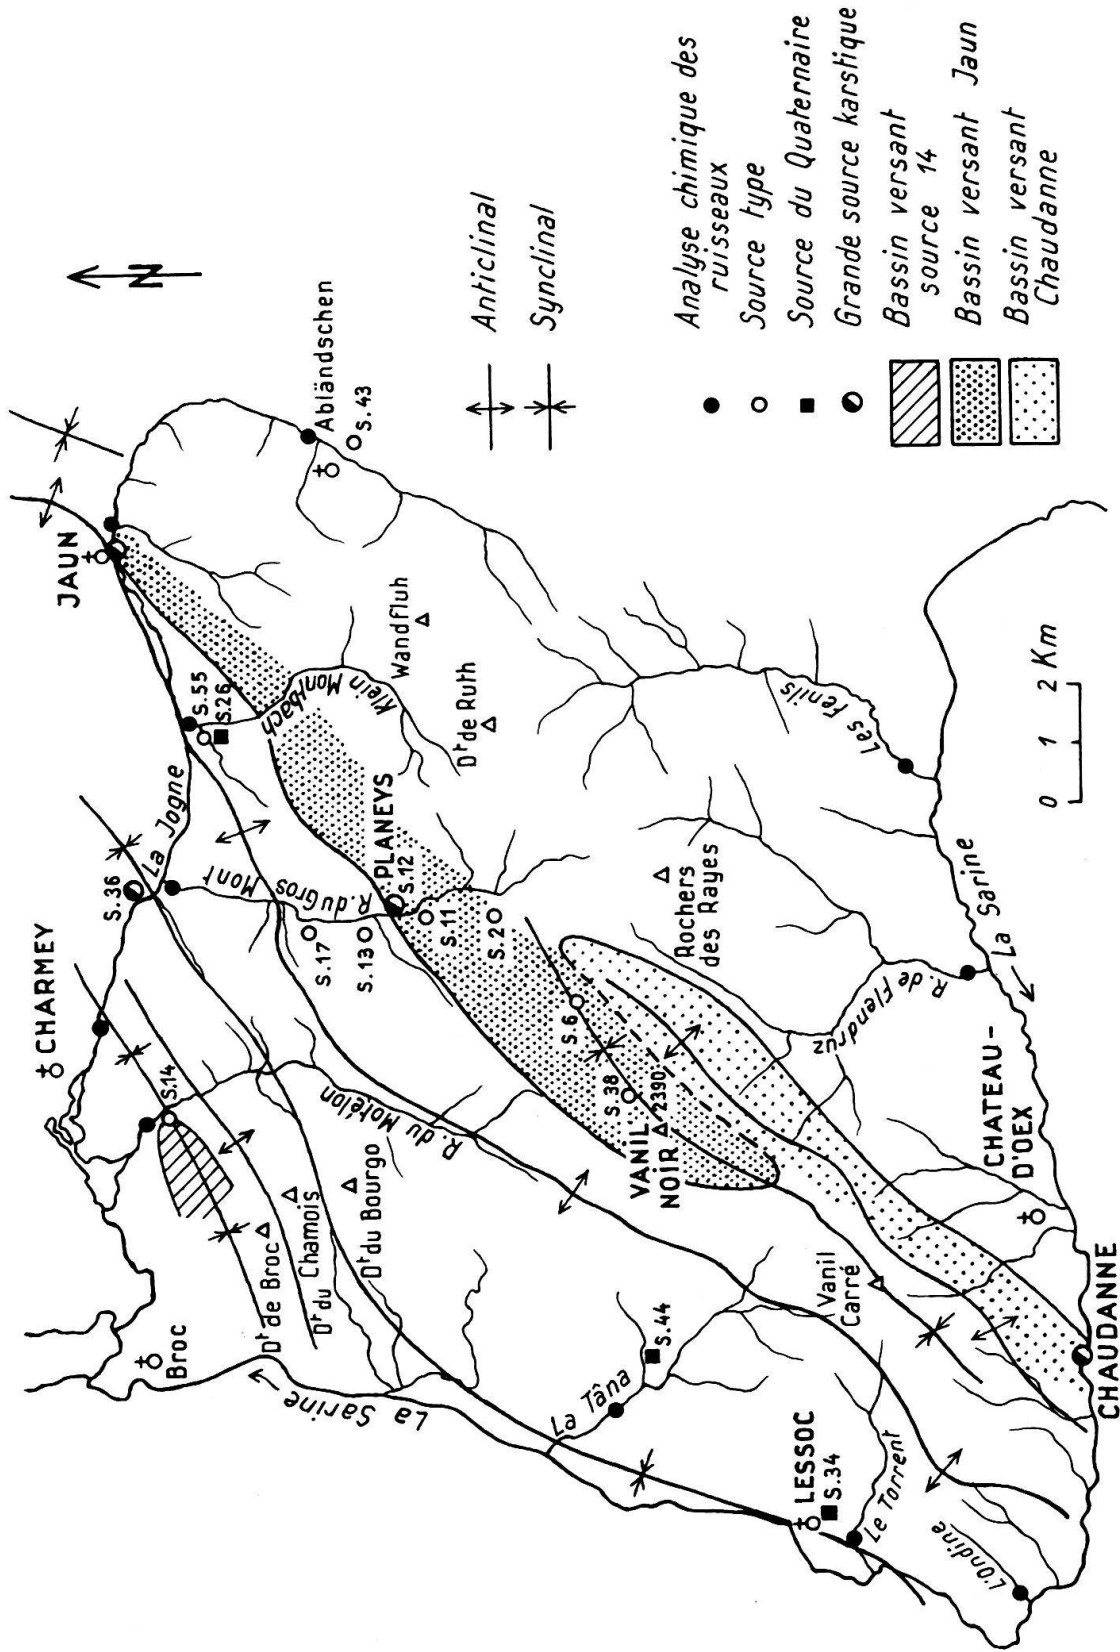 N
Anticlinal
Synclinal
Analyse chimique des
ruisseaux
Source type
Source du Quaternaire
Grande source karstique
Bassin versant
source 14
Bassin versant Jaun
Bassin versant
Chaudanne
JAUN
Abländschen
S.43
S.55
S.26
Klein Montbach
Wandfluh
Dt de Ruth
La Jogne
S.36
CHARMEY
R. du Gros
Mont
PLANEYS
S.12
S.11
S.2
S.17
S.13
S.14
R. du Motélon
S.6
S.38
VANIL
NOIR
2390
Rochers
des Rayes
Les Fenils
R. de Flendruz
La Sarine
0 1 2 Km
Broc
Dt de Broc
Dt du Chamois
Dt du Bourgo
La Sarine
La Tâna
S.44
Vanil
Carré
CHATEAU-
D'OEX
CHAUDANNE
LESSOC
S.34
Le Torrent
L'Ondine